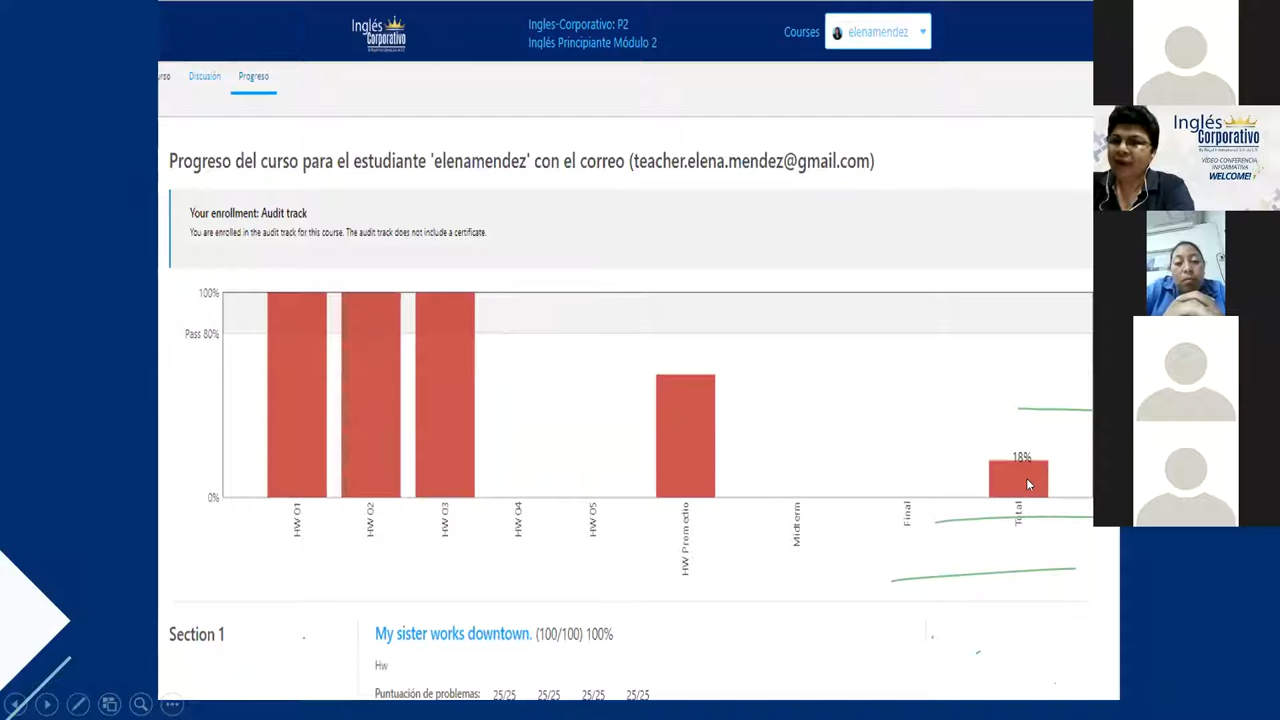 Inglés
Corporativo
Ingles-Corporativo: P2
Inglés Principiante Módulo 2
Courses
elenamendez
urso
Discusión
Progreso
Progreso del curso para el estudiante 'elenamendez' con el correo (teacher.elena.mendez@gmail.com)
Your enrollment: Audit track
You are enrolled in the audit track for this course. The audit track does not include a certificate.
100%
Pass 80%
0%
18%
HW 01
HW 02
HW 03
HW 04
HW 05
HW Promedio
Midterm
Final
Total
Section 1
My sister works downtown. (100/100) 100%
Hw
Puntuación de problemas: 25/25 25/25 25/25 25/25
Inglés
Corporativo
VÍDEO CONFERENCIA
INFORMATIVA
WELCOME!